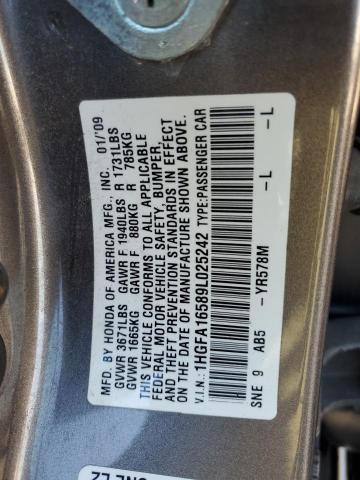 MFD. BY HONDA OF AMERICA MFG., INC. 01/'09
GVWR 3671LBS GAWR F 1940LBS R 1731LBS
GVWR 1665KG GAWR F 880KG R 785KG
THIS VEHICLE CONFORMS TO ALL APPLICABLE
FEDERAL MOTOR VEHICLE SAFETY, BUMPER,
AND THEFT PREVENTION STANDARDS IN EFFECT
ON THE DATE OF MANUFACTURE SHOWN ABOVE.
V.I.N.: 1HGFA16589L025242 TYPE:PASSENGER CAR
SNE 9 AB5 -YR578M -L -L